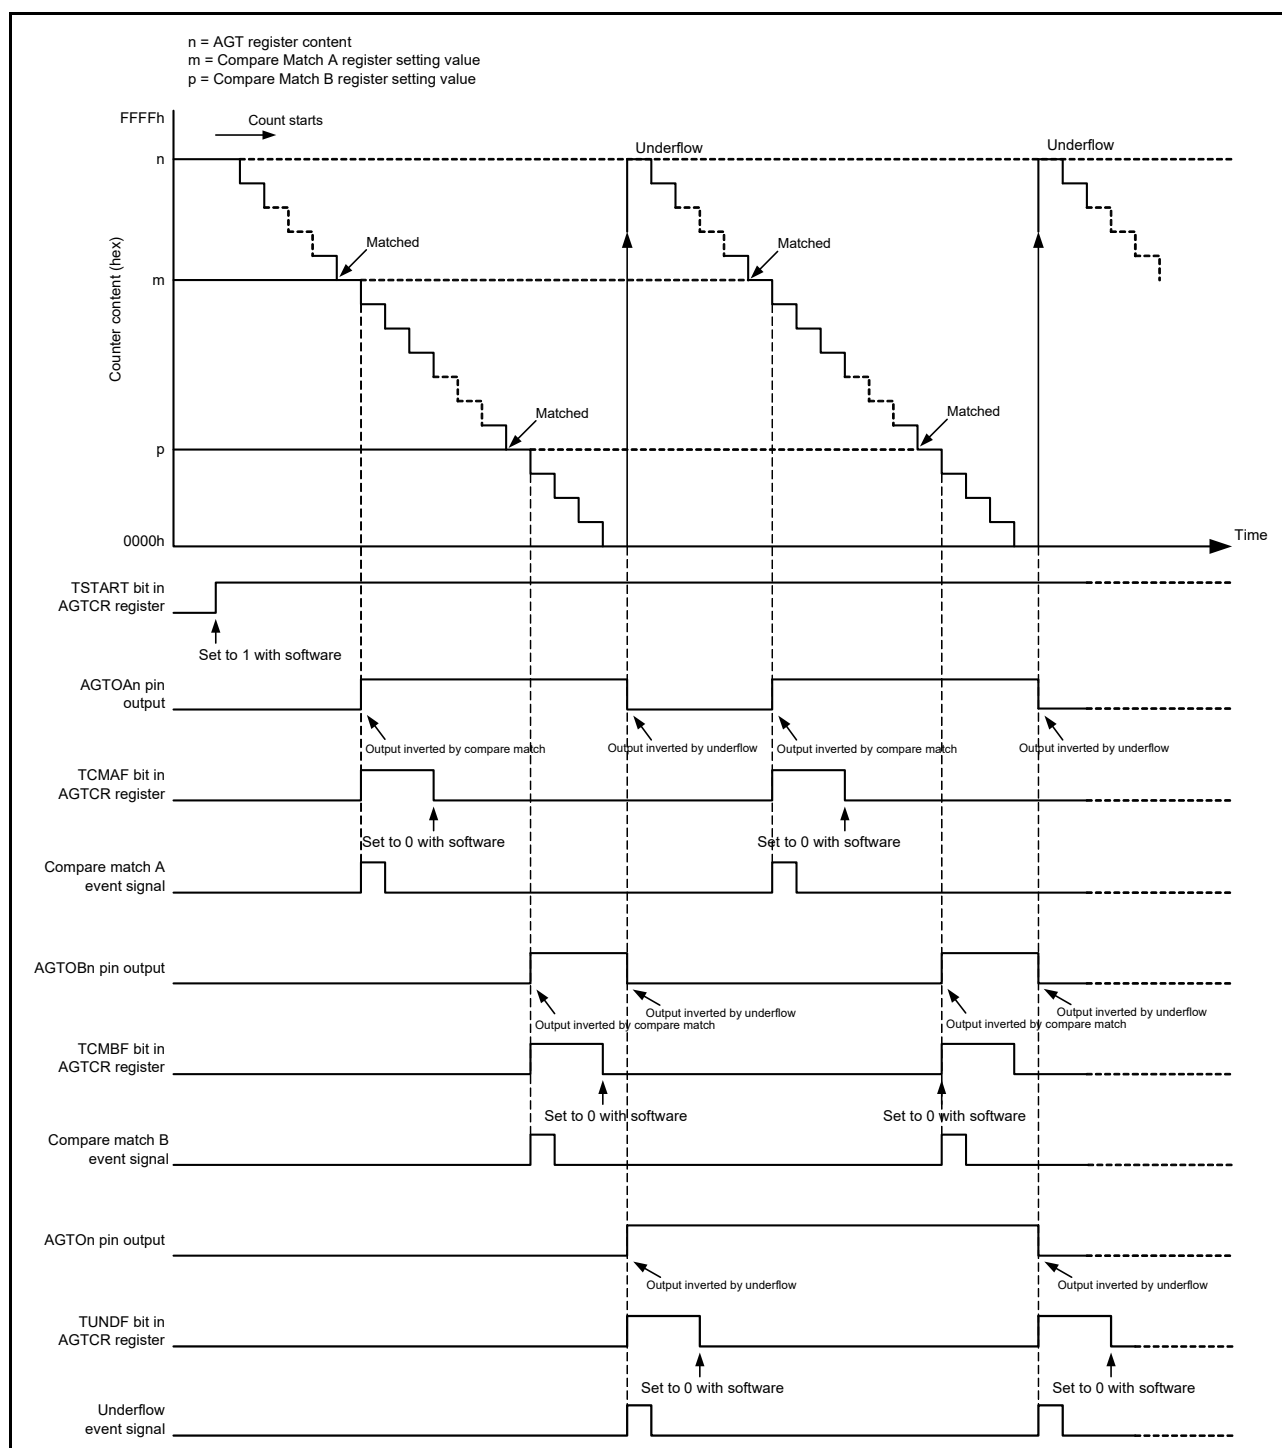 n = AGT register content
m = Compare Match A register setting value
p = Compare Match B register setting value
FFFFh
Count starts
Underflow
Underflow
n
Matched
Matched
m
Counter content (hex)
Matched
Matched
p
0000h
Time
TSTART bit in
AGTCR register
Set to 1 with software
AGTOAn pin
output
Output inverted by compare match
Output inverted by underflow
Output inverted by compare match
Output inverted by underflow
TCMAF bit in
AGTCR register
Set to 0 with software
Set to 0 with software
Compare match A
event signal
AGTOBn pin output
Output inverted by underflow
Output inverted by compare match
Output inverted by underflow
Output inverted by compare match
TCMBF bit in
AGTCR register
Set to 0 with software
Set to 0 with software
Compare match B
event signal
AGTOn pin output
Output inverted by underflow
Output inverted by underflow
TUNDF bit in
AGTCR register
Set to 0 with software
Set to 0 with software
Underflow
event signal